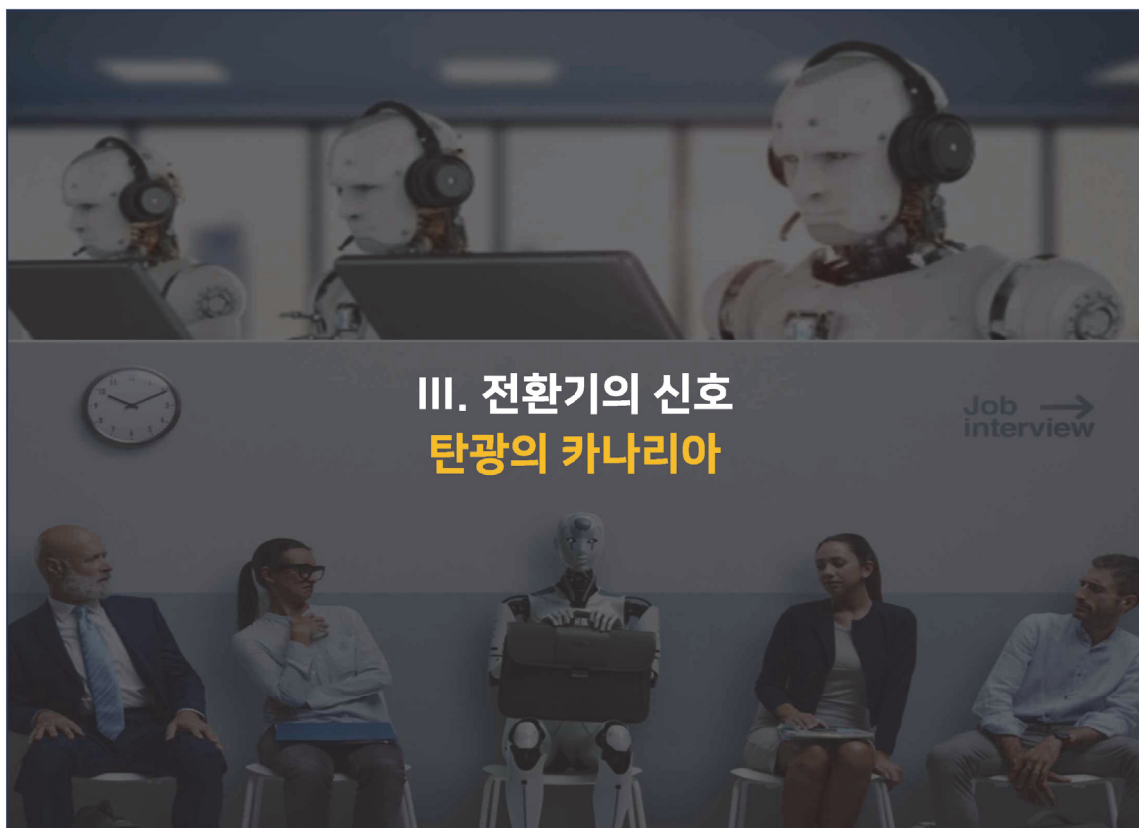 III. 전환기의 신호
탄광의 카나리아
Job →
interview